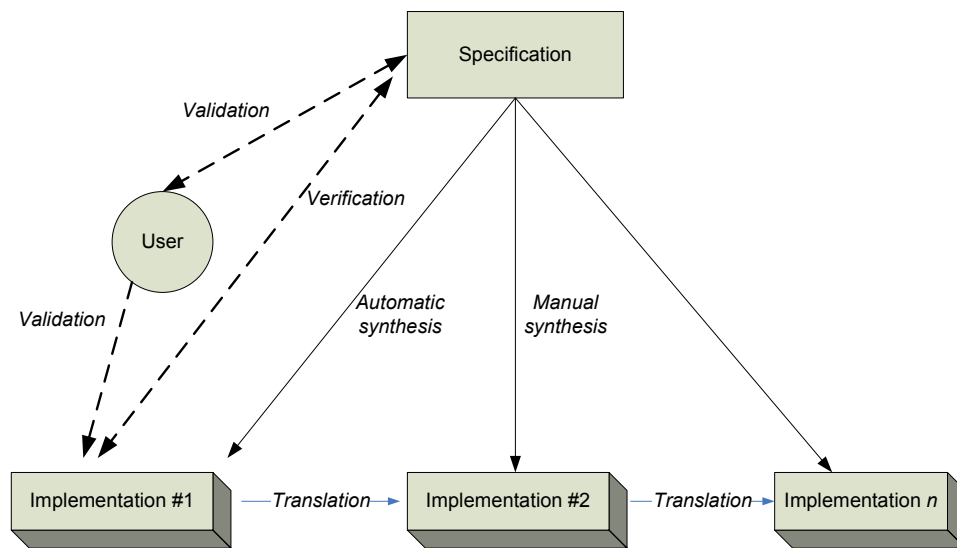 Specification
Validation
Verification
User
Validation
Automatic
synthesis
Manual
synthesis
Implementation #1
Translation
Implementation #2
Translation
Implementation n